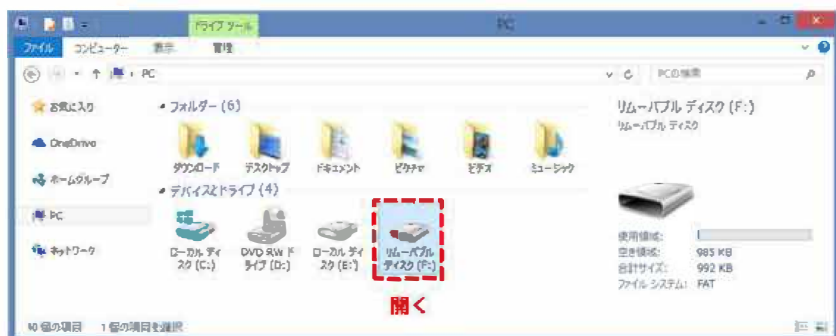 ドライブ ツール
PC
ファイル コンピューター 表示 管理
PC
PCの検索
お気に入り
OneDrive
ホームグループ
PC
ネットワーク
フォルダー (6)
ダウンロード デスクトップ ドキュメント ピクチャ ビデオ ミュージック
デバイスとドライブ (4)
ローカル ディスク (C:)
DVD RW ドライブ (D:)
ローカル ディスク (E:)
リムーバブル ディスク (F:)
開く
リムーバブル ディスク (F:)
リムーバブル ディスク
使用領域:
空き領域: 985 KB
合計サイズ: 992 KB
ファイル システム: FAT
10 個の項目 1 個の項目を選択